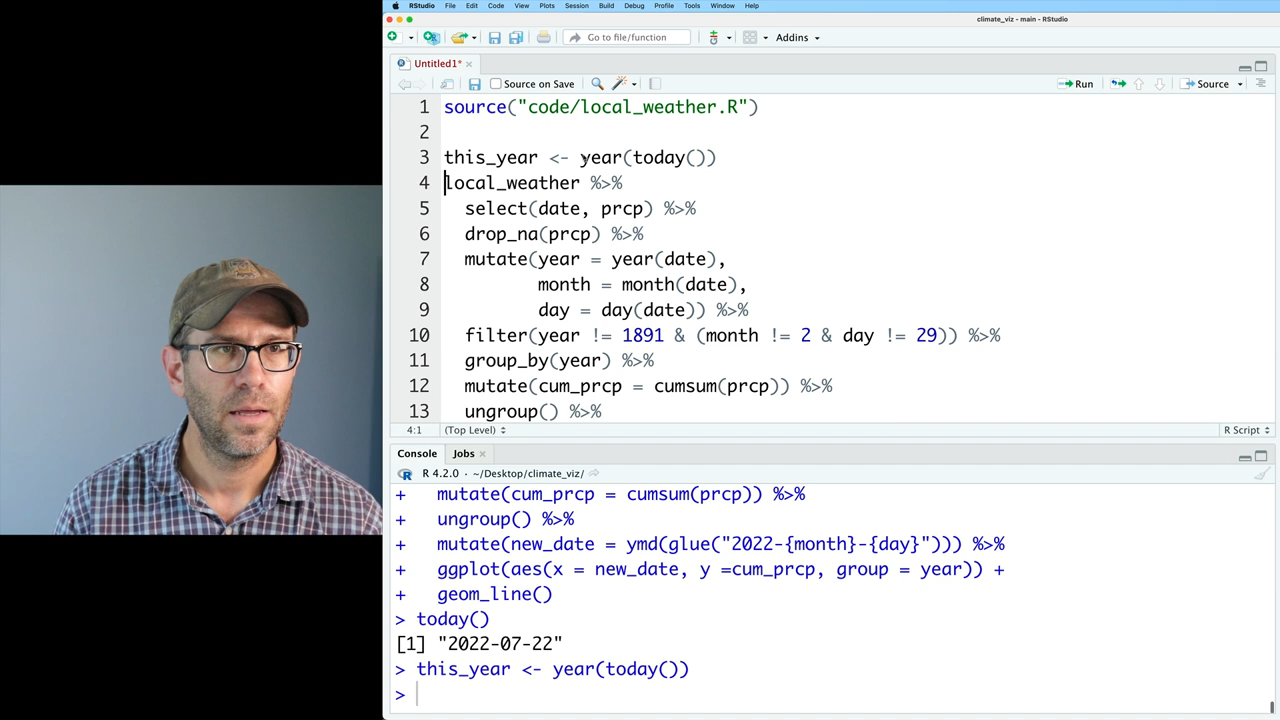 RStudio File Edit Code View Plots Session Build Debug Profile Tools Window Help
climate_viz - main - RStudio
Go to file/function Addins
Untitled1*
Source on Save Run Source
1 source("code/local_weather.R")
2
3 this_year <- year(today())
4 local_weather %>%
5 select(date, prcp) %>%
6 drop_na(prcp) %>%
7 mutate(year = year(date),
8 month = month(date),
9 day = day(date)) %>%
10 filter(year != 1891 & (month != 2 & day != 29)) %>%
11 group_by(year) %>%
12 mutate(cum_prcp = cumsum(prcp)) %>%
13 ungroup() %>%
4:1 (Top Level) R Script
Console Jobs
R 4.2.0 · ~/Desktop/climate_viz/
+ mutate(cum_prcp = cumsum(prcp)) %>%
+ ungroup() %>%
+ mutate(new_date = ymd(glue("2022-{month}-{day}"))) %>%
+ ggplot(aes(x = new_date, y =cum_prcp, group = year)) +
+ geom_line()
> today()
[1] "2022-07-22"
> this_year <- year(today())
>